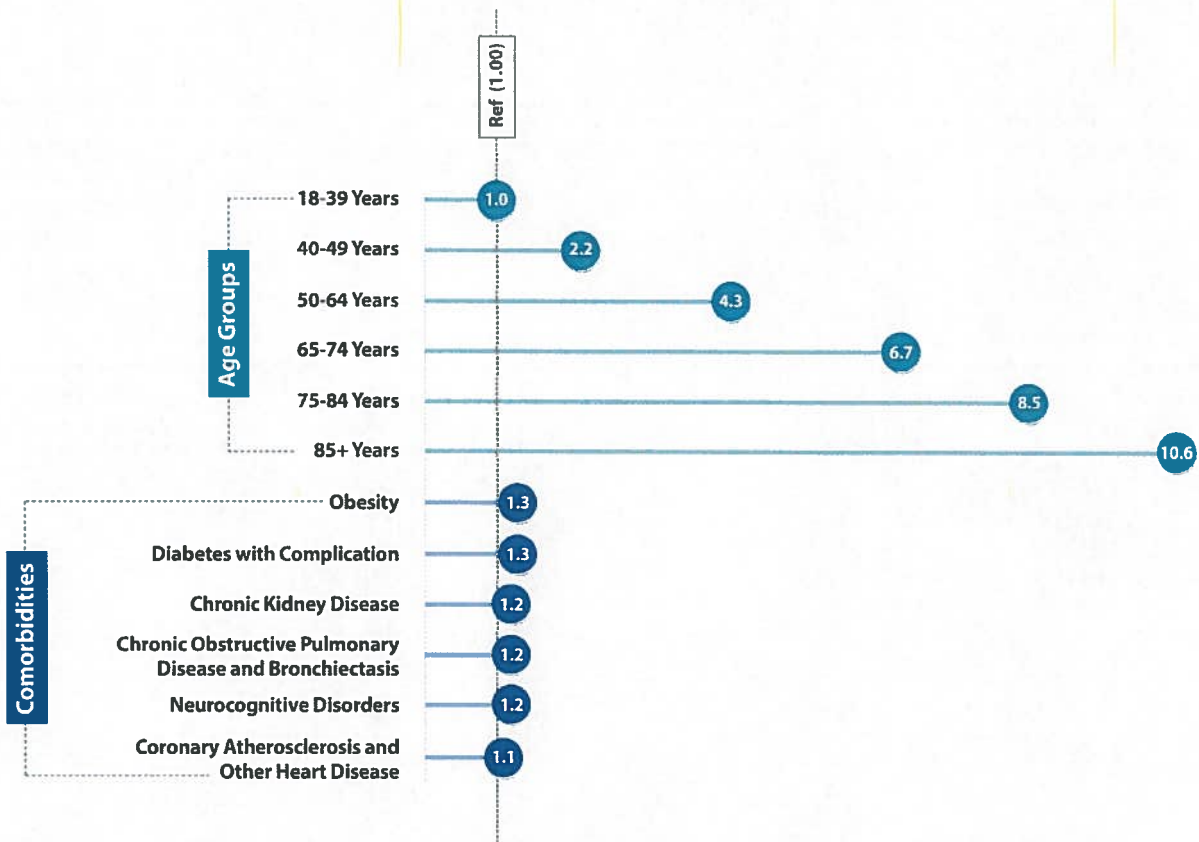 Ref (1.00)
Age Groups
18-39 Years
1.0
40-49 Years
2.2
50-64 Years
4.3
65-74 Years
6.7
75-84 Years
8.5
85+ Years
10.6
Comorbidities
Obesity
1.3
Diabetes with Complication
1.3
Chronic Kidney Disease
1.2
Chronic Obstructive Pulmonary
Disease and Bronchiectasis
1.2
Neurocognitive Disorders
1.2
Coronary Atherosclerosis and
Other Heart Disease
1.1